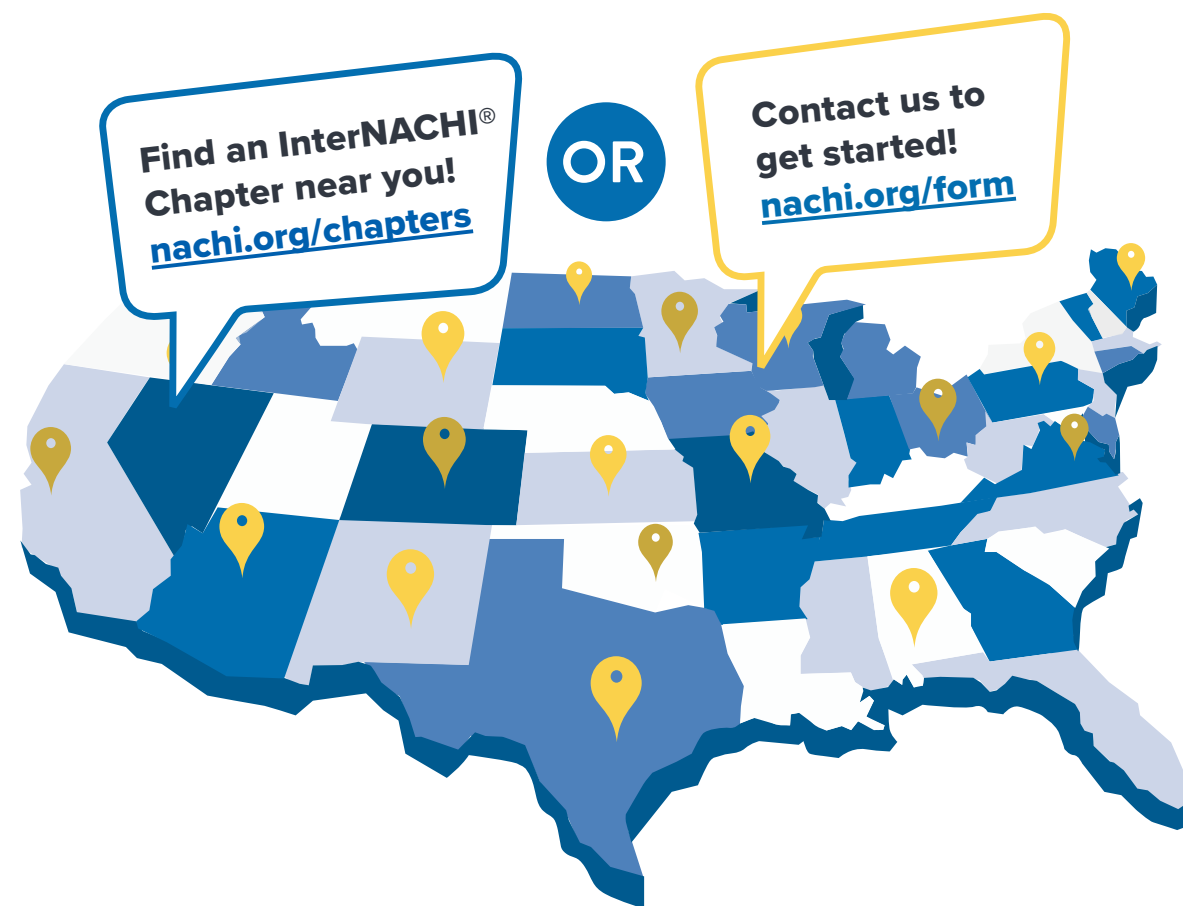 Find an InterNACHI®
Chapter near you!
nachi.org/chapters
OR
Contact us to
get started!
nachi.org/form